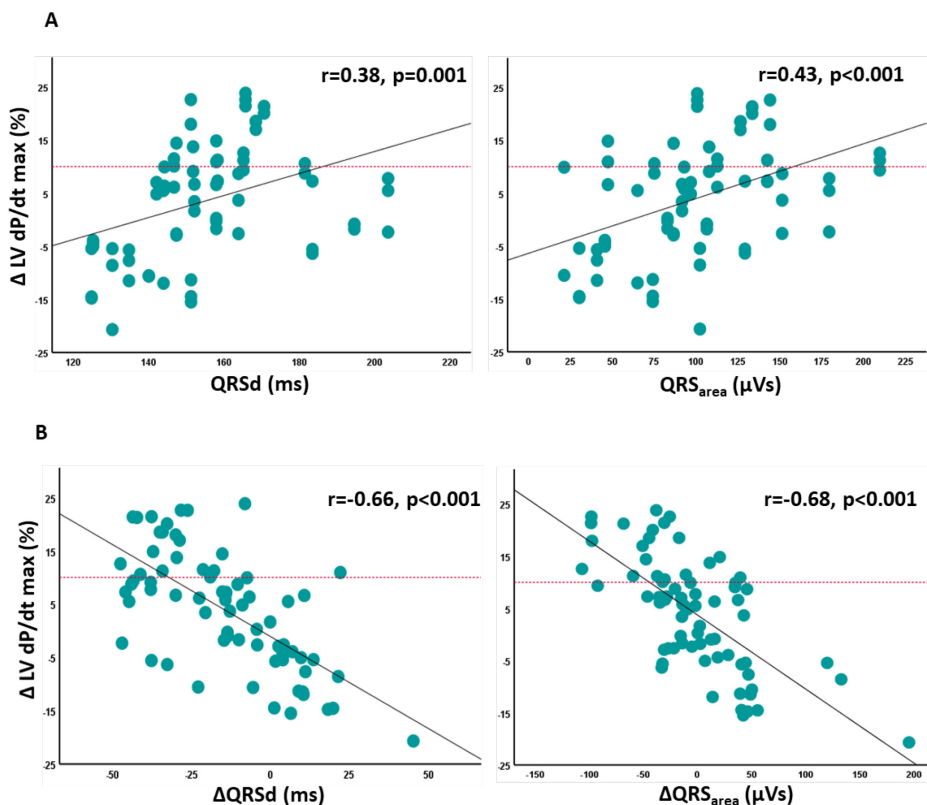 A
r=0.38, p=0.001
r=0.43, p<0.001
Δ LV dP/dt max (%)
25
15
5
-5
-15
-25
120 140 160 180 200 220
QRSd (ms)
25
15
5
-5
-15
-25
0 25 50 75 100 125 150 175 200 225
QRSarea (µVs)
B
r=-0.66, p<0.001
r=-0.68, p<0.001
Δ LV dP/dt max (%)
25
15
5
-5
-15
-25
-50 -25 0 25 50
ΔQRSd (ms)
25
15
5
-5
-15
-25
-150 -100 -50 0 50 100 150 200
ΔQRSarea (µVs)